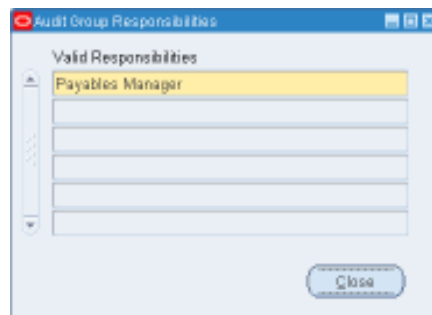 Audit Group Responsibilities
Valid Responsibilities
Payables Manager
Close